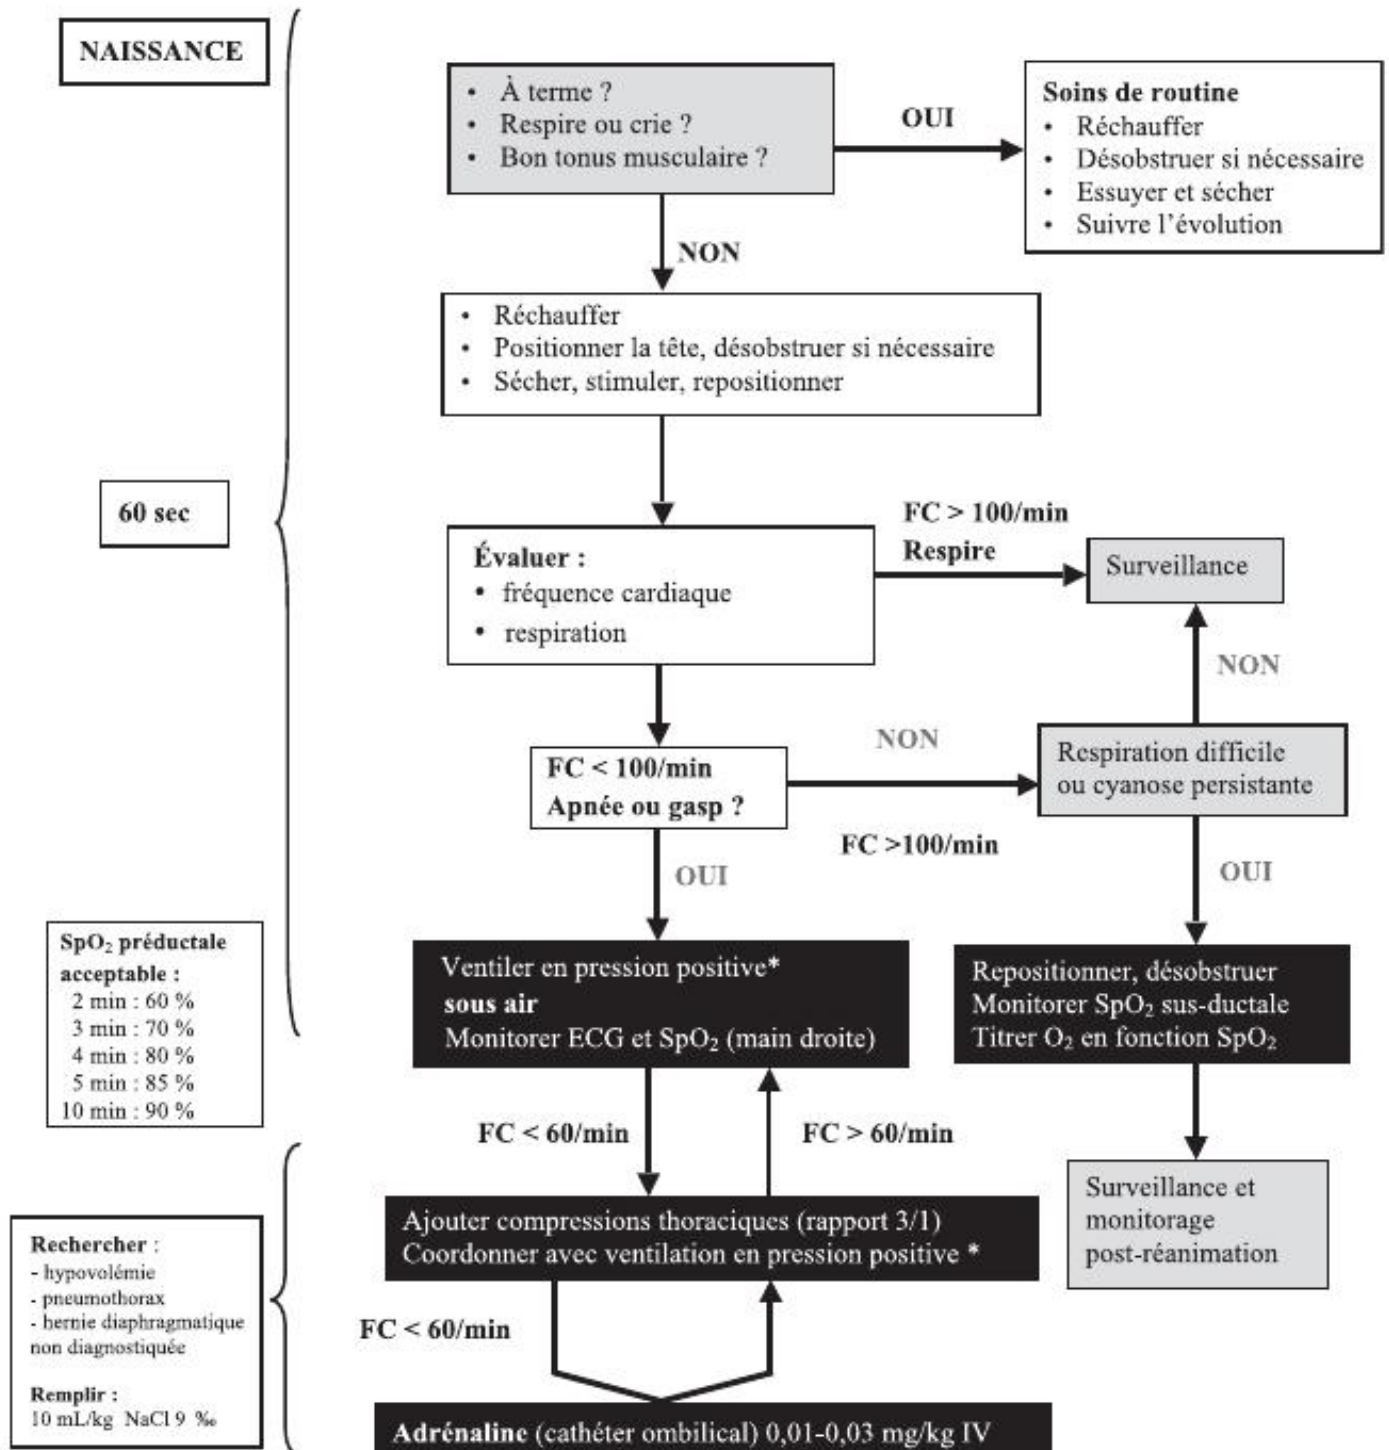 NAISSANCE
• À terme ?
• Respire ou crie ?
• Bon tonus musculaire ?
OUI
Soins de routine
• Réchauffer
• Désobstruer si nécessaire
• Essuyer et sécher
• Suivre l’évolution
NON
• Réchauffer
• Positionner la tête, désobstruer si nécessaire
• Sécher, stimuler, repositionner
60 sec
Évaluer :
• fréquence cardiaque
• respiration
FC > 100/min
Respire
Surveillance
NON
FC < 100/min
Apnée ou gasp ?
NON
FC >100/min
Respiration difficile
ou cyanose persistante
OUI
OUI
SpO₂ préductale
acceptable :
2 min : 60 %
3 min : 70 %
4 min : 80 %
5 min : 85 %
10 min : 90 %
Ventiler en pression positive*
sous air
Monitorer ECG et SpO₂ (main droite)
Repositionner, désobstruer
Monitorer SpO₂ sus-ductale
Titrer O₂ en fonction SpO₂
FC < 60/min
FC > 60/min
Ajouter compressions thoraciques (rapport 3/1)
Coordonner avec ventilation en pression positive *
Surveillance et
monitorage
post-réanimation
Rechercher :
- hypovolémie
- pneumothorax
- hernie diaphragmatique
non diagnostiquée
Remplir :
10 mL/kg NaCl 9 ‰
FC < 60/min
Adrénaline (cathéter ombilical) 0,01-0,03 mg/kg IV